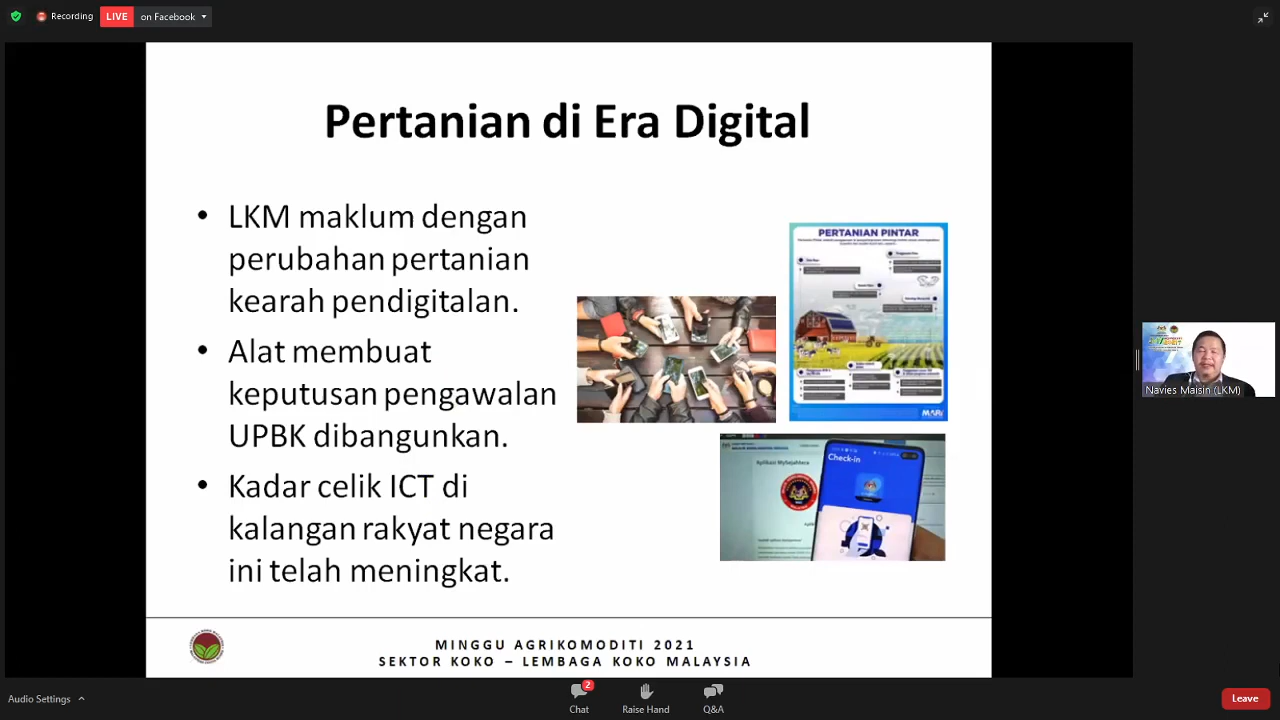 Recording
LIVE
on Facebook
Pertanian di Era Digital
• LKM maklum dengan
perubahan pertanian
kearah pendigitalan.
• Alat membuat
keputusan pengawalan
UPBK dibangunkan.
• Kadar celik ICT di
kalangan rakyat negara
ini telah meningkat.
PERTANIAN PINTAR
Aplikasi MySejahtera
Check-in
Navies Maisin (LKM)
MINGGU AGRIKOMODITI 2021
SEKTOR KOKO – LEMBAGA KOKO MALAYSIA
Audio Settings
2
Chat
Raise Hand
Q&A
Leave